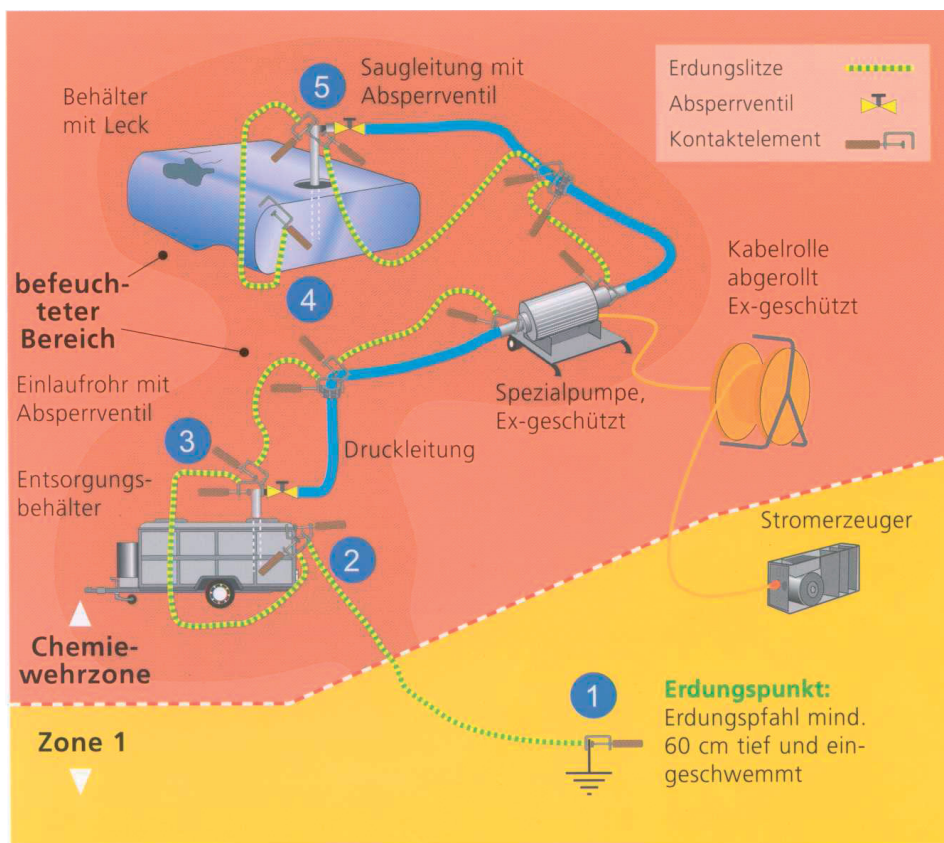 5
Saugleitung mit
Absperrventil
Behälter
mit Leck
Erdungslitze
Absperrventil
Kontaktelement
Kabelrolle
abgerollt
Ex-geschützt
befeuch-
teter
Bereich
4
Einlaufrohr mit
Absperrventil
Spezialpumpe,
Ex-geschützt
3
Druckleitung
Entsorgungs-
behälter
2
Stromerzeuger
Chemie-
wehrzone
Zone 1
1
Erdungspunkt:
Erdungspfahl mind.
60 cm tief und ein-
geschwemmt